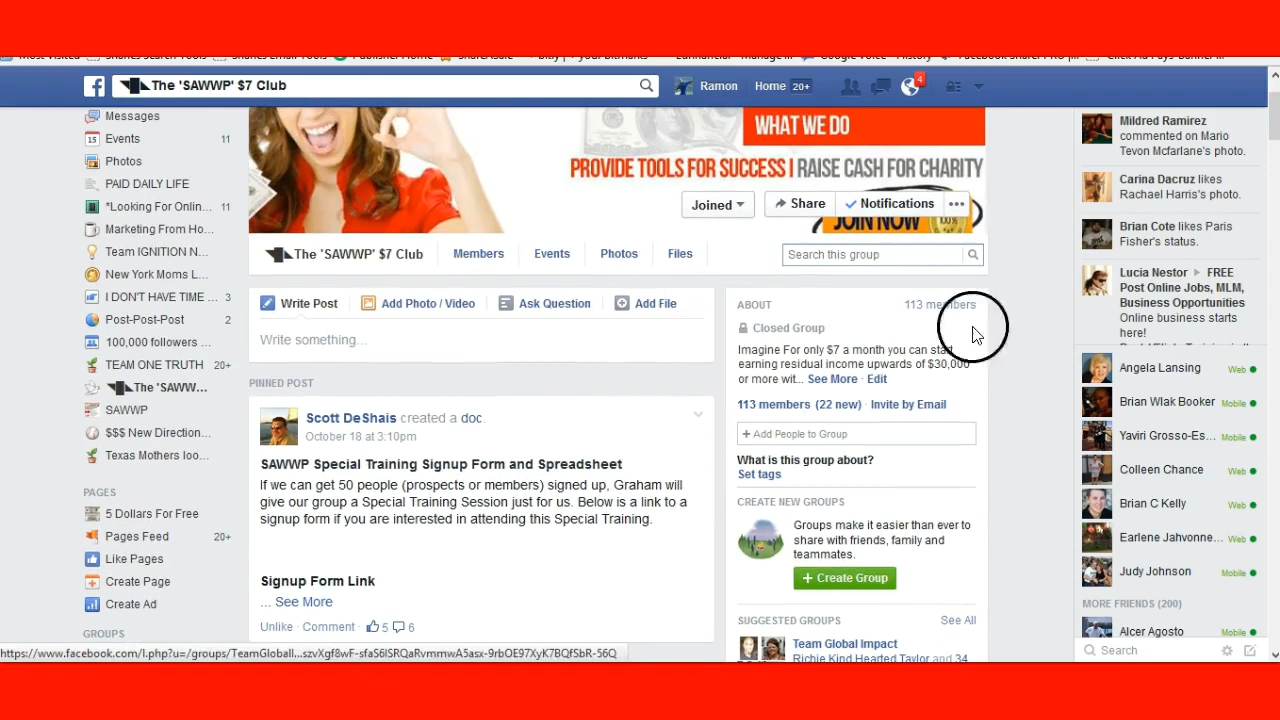 The 'SAWWP' $7 Club
Ramon
Home 20+
4
Messages
Events 11
Photos
PAID DAILY LIFE
*Looking For Onlin... 11
Marketing From Ho...
Team IGNITION N...
New York Moms L...
I DON'T HAVE TIME ... 3
Post-Post-Post 2
100,000 followers ...
TEAM ONE TRUTH 20+
The 'SAWW...
SAWWP
$$$ New Direction...
Texas Mothers loo...
PAGES
5 Dollars For Free
Pages Feed 20+
Like Pages
Create Page
Create Ad
GROUPS
WHAT WE DO
PROVIDE TOOLS FOR SUCCESS I RAISE CASH FOR CHARITY
Joined
Share
Notifications
JOIN NOW
100%
The 'SAWWP' $7 Club
Members
Events
Photos
Files
Search this group
Write Post
Add Photo / Video
Ask Question
Add File
Write something...
PINNED POST
Scott DeShais created a doc.
October 18 at 3:10pm
SAWWP Special Training Signup Form and Spreadsheet
If we can get 50 people (prospects or members) signed up, Graham will
give our group a Special Training Session just for us. Below is a link to a
signup form if you are interested in attending this Special Training.
Signup Form Link
... See More
Unlike · Comment · 5 6
ABOUT 113 members
Closed Group
Imagine For only $7 a month you can start
earning residual income upwards of $30,000
or more wit... See More · Edit
113 members (22 new) · Invite by Email
+ Add People to Group
What is this group about?
Set tags
CREATE NEW GROUPS
Groups make it easier than ever to
share with friends, family and
teammates.
+ Create Group
SUGGESTED GROUPS See All
Team Global Impact
Richie Kind Hearted Taylor and 34
Mildred Ramirez
commented on Mario
Tevon Mcfarlane's photo.
Carina Dacruz likes
Rachael Harris's photo.
Brian Cote likes Paris
Fisher's status.
Lucia Nestor ▸ FREE
Post Online Jobs, MLM,
Business Opportunities
Online business starts
here!
Angela Lansing Web
Brian Wlak Booker Mobile
Yaviri Grosso-Es... Mobile
Colleen Chance Web
Brian C Kelly Web
Earlene Jahvonne... Web
Judy Johnson Mobile
MORE FRIENDS (200)
Alcer Agosto Mobile
Search